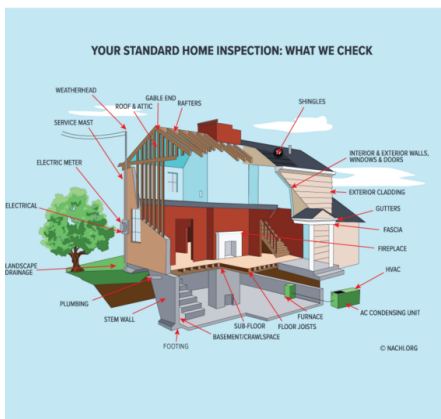 YOUR STANDARD HOME INSPECTION: WHAT WE CHECK
WEATHERHEAD
GABLE END
ROOF & ATTIC
RAFTERS
SHINGLES
SERVICE MAST
INTERIOR & EXTERIOR WALLS,
WINDOWS & DOORS
ELECTRIC METER
EXTERIOR CLADDING
ELECTRICAL
GUTTERS
FASCIA
FIREPLACE
LANDSCAPE
DRAINAGE
HVAC
PLUMBING
AC CONDENSING UNIT
STEM WALL
FURNACE
SUB-FLOOR
FLOOR JOISTS
BASEMENT/CRAWLSPACE
FOOTING
© NACHI.ORG